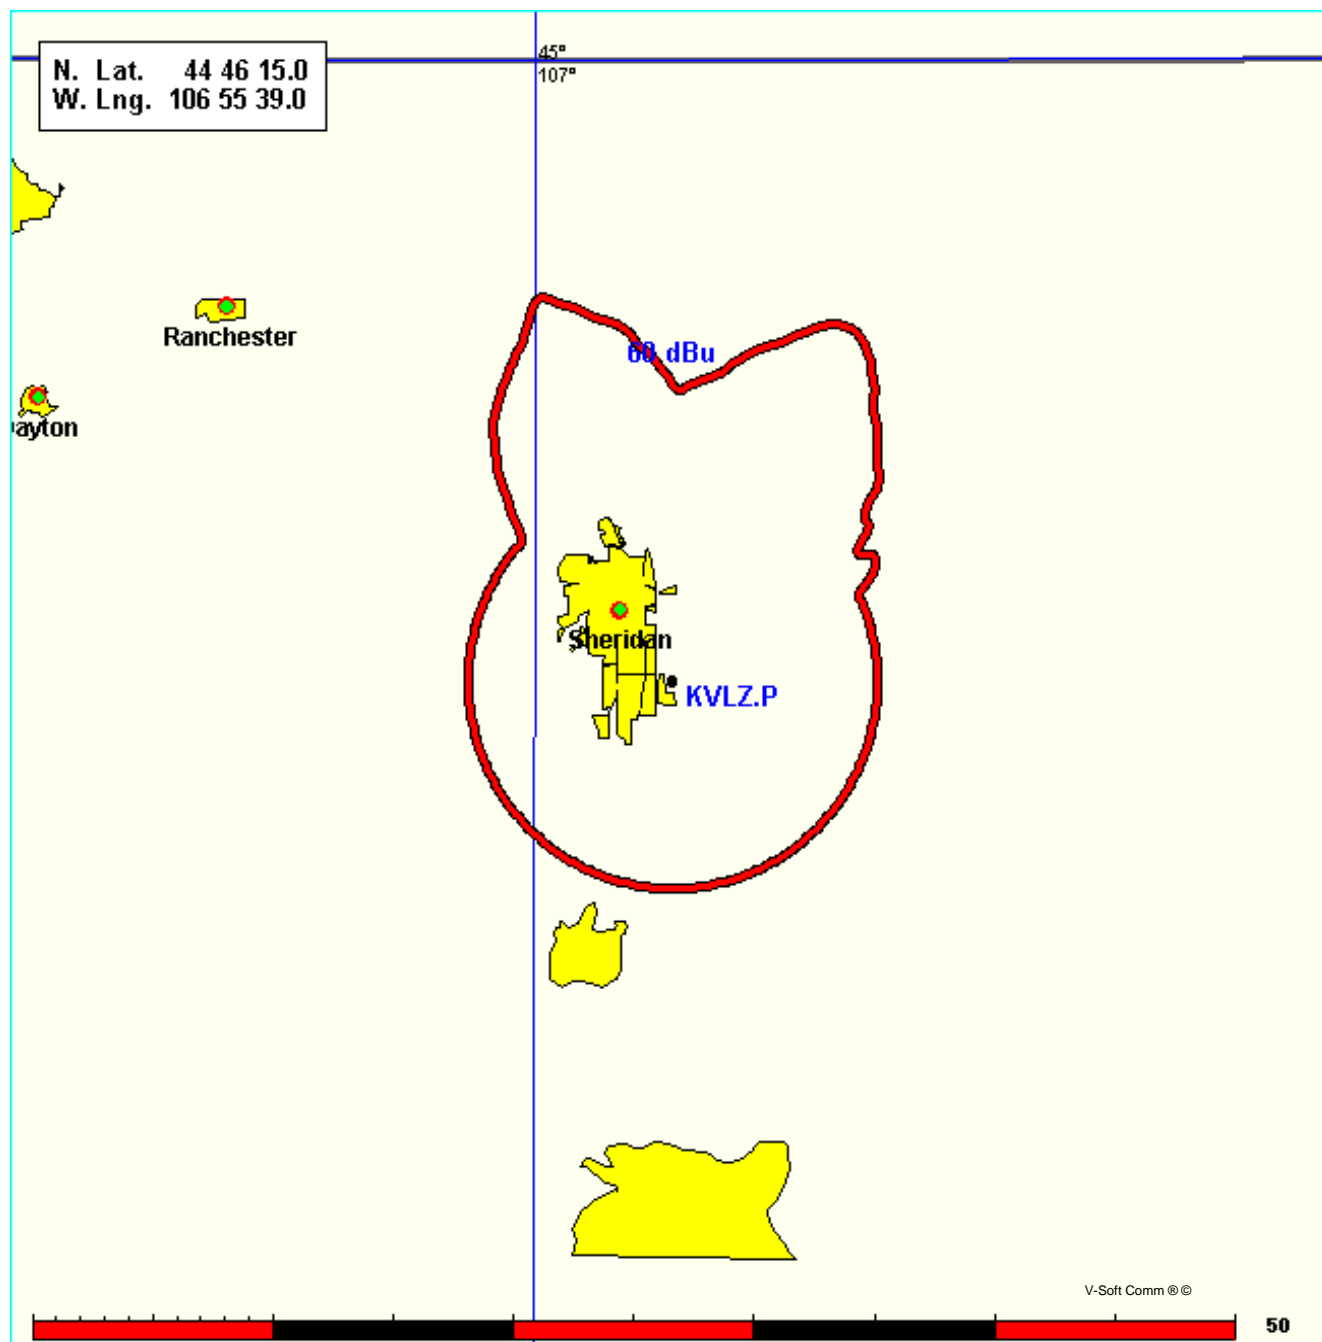 45°
107°
N. Lat. 44 46 15.0
W. Lng. 106 55 39.0
Ranchester
60 dBu
ayton
Sheridan
KVLZ.P
V-Soft Comm ® ©
50